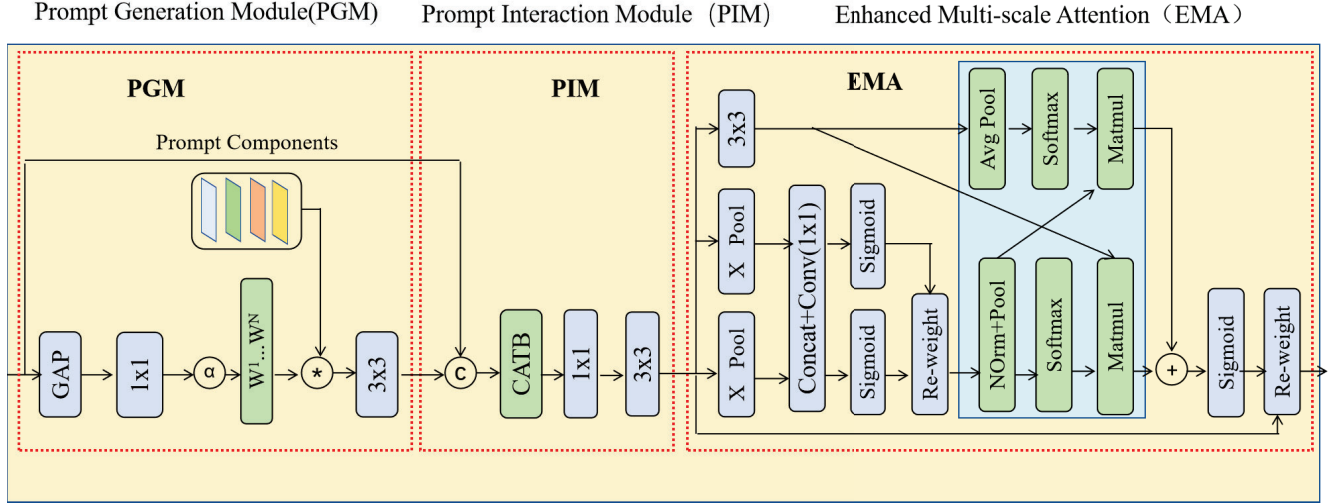 Prompt Generation Module(PGM)
Prompt Interaction Module （PIM）
Enhanced Multi-scale Attention（EMA）
PGM
PIM
EMA
Prompt Components
GAP
1x1
α
W¹...Wᴺ
*
3x3
C
CATB
1x1
3x3
3x3
X Pool
X Pool
Concat+Conv(1x1)
Sigmoid
Sigmoid
Re-weight
Avg Pool
Softmax
Matmul
NOrm+Pool
Softmax
Matmul
+
Sigmoid
Re-weight